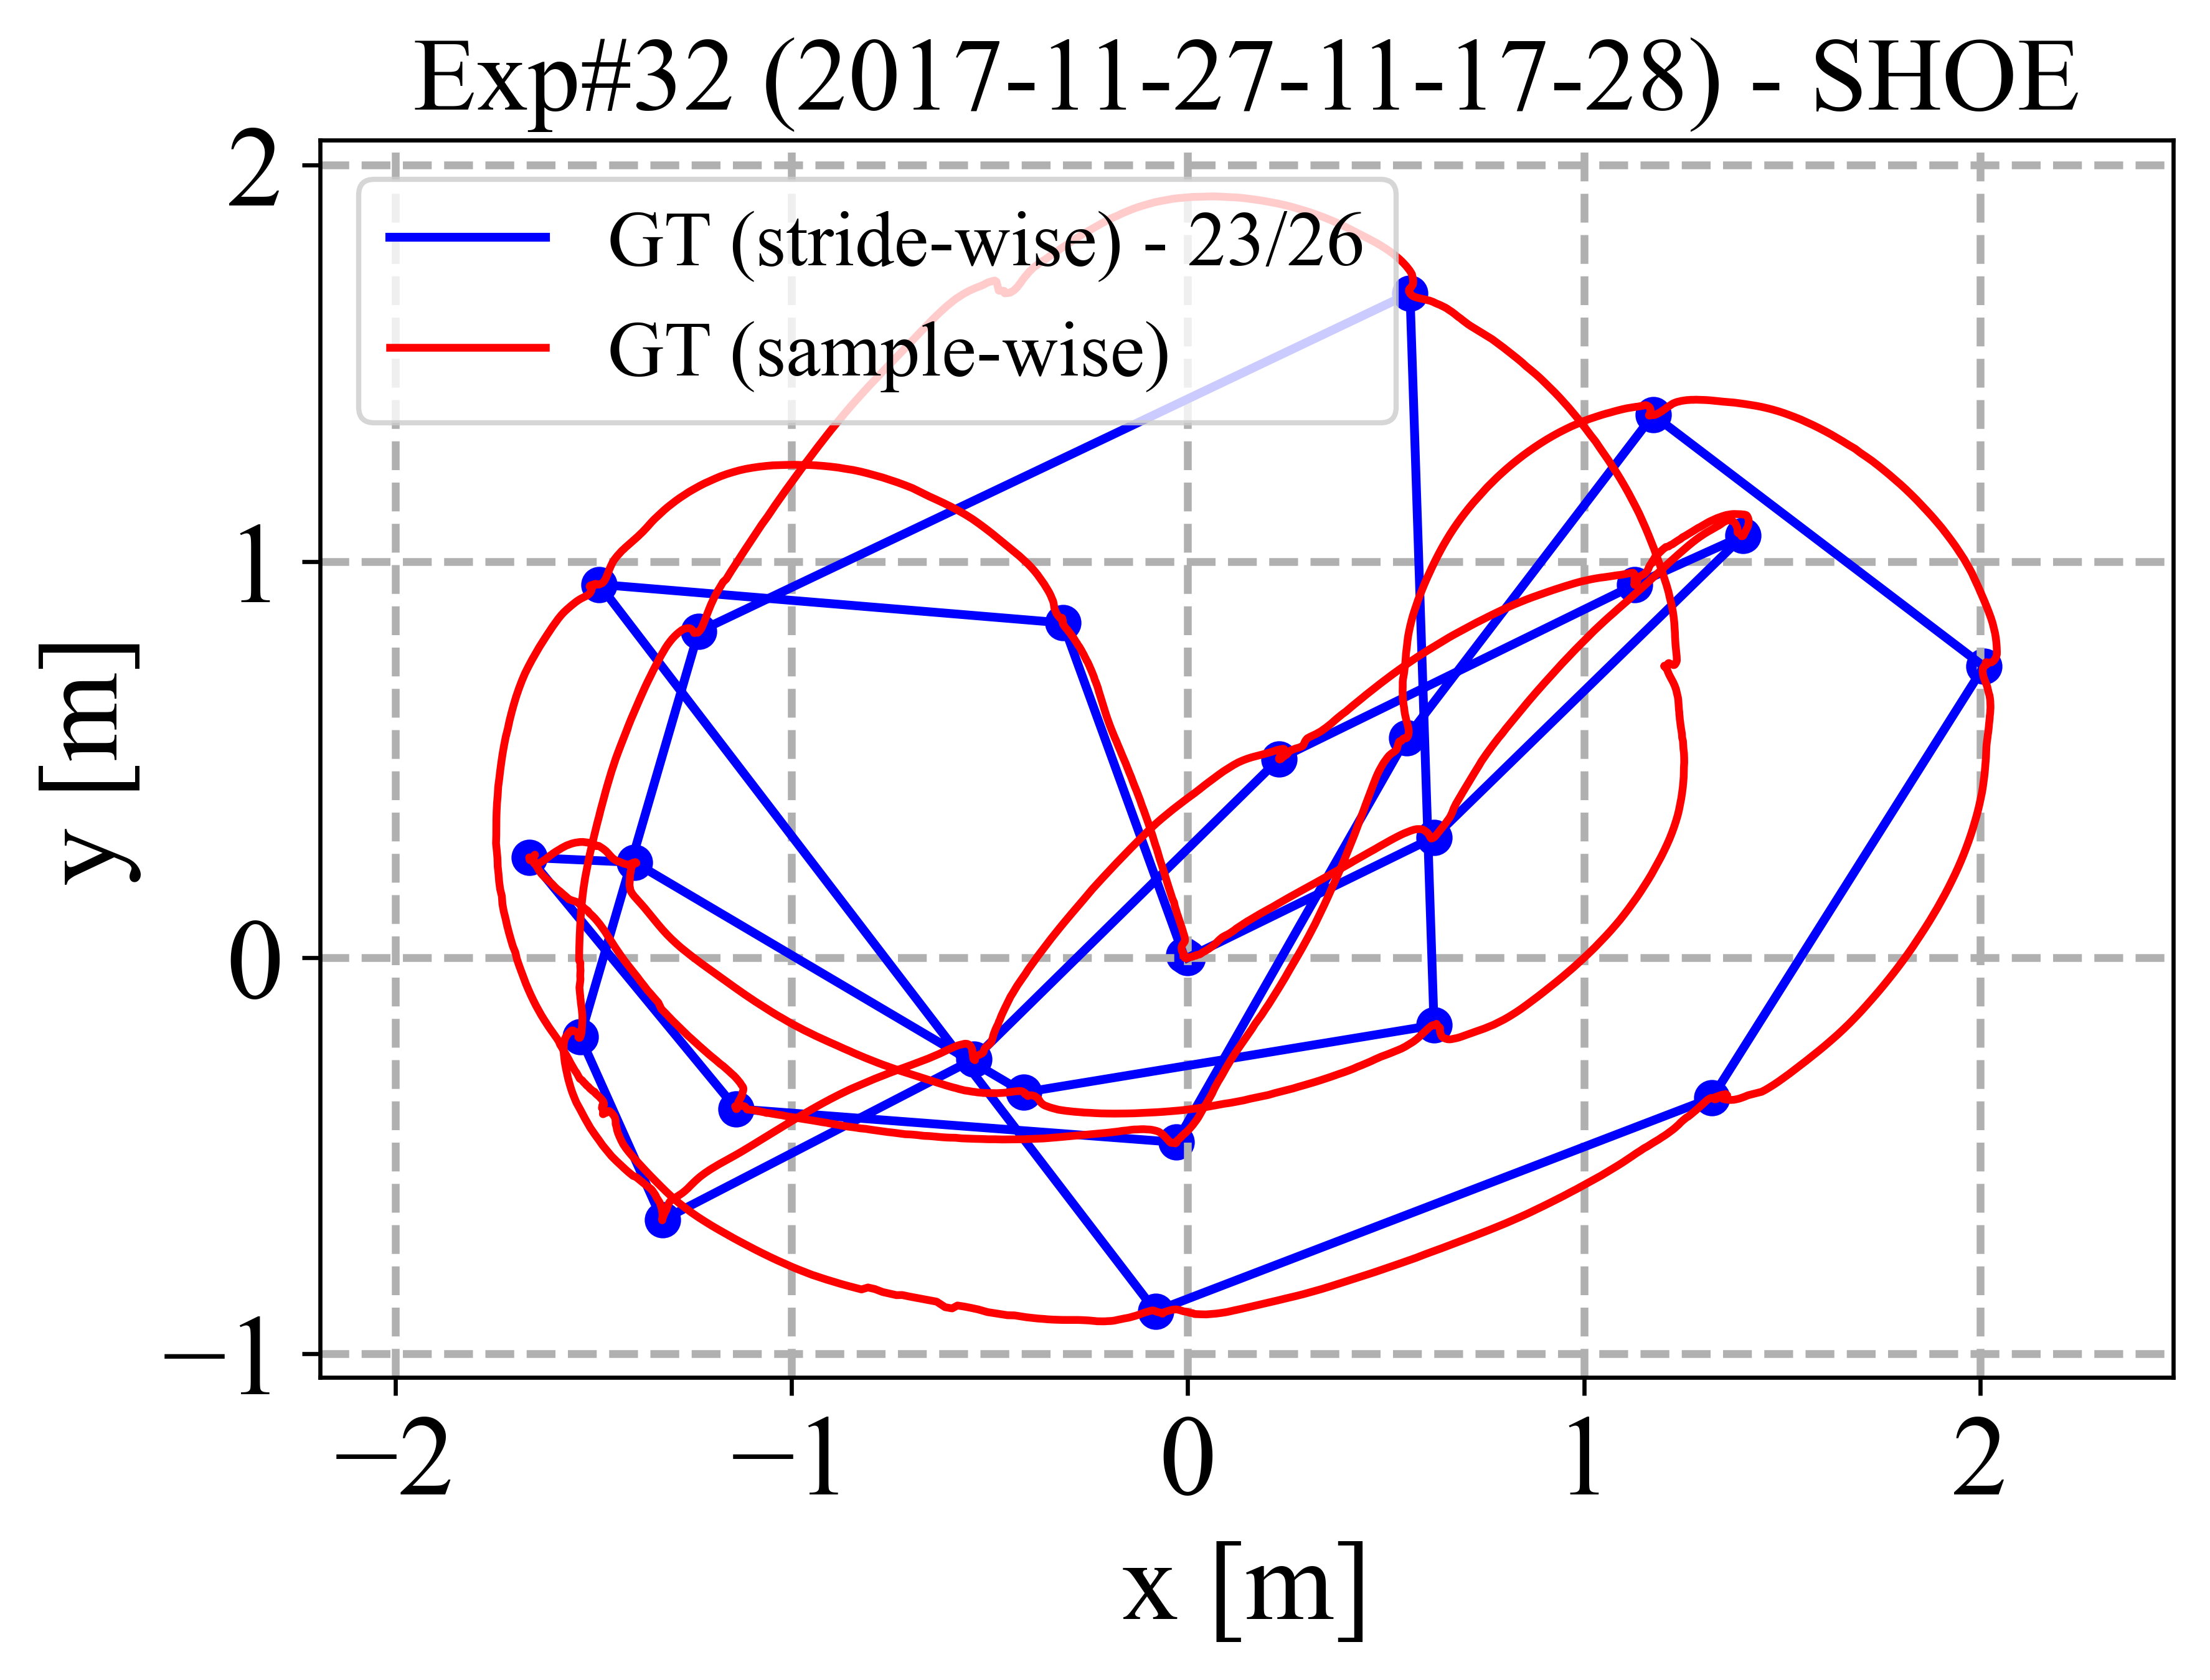 Exp#32 (2017-11-27-11-17-28) - SHOE
GT (stride-wise) - 23/26
GT (sample-wise)
2
1
0
−1
y [m]
−2 −1 0 1 2
x [m]